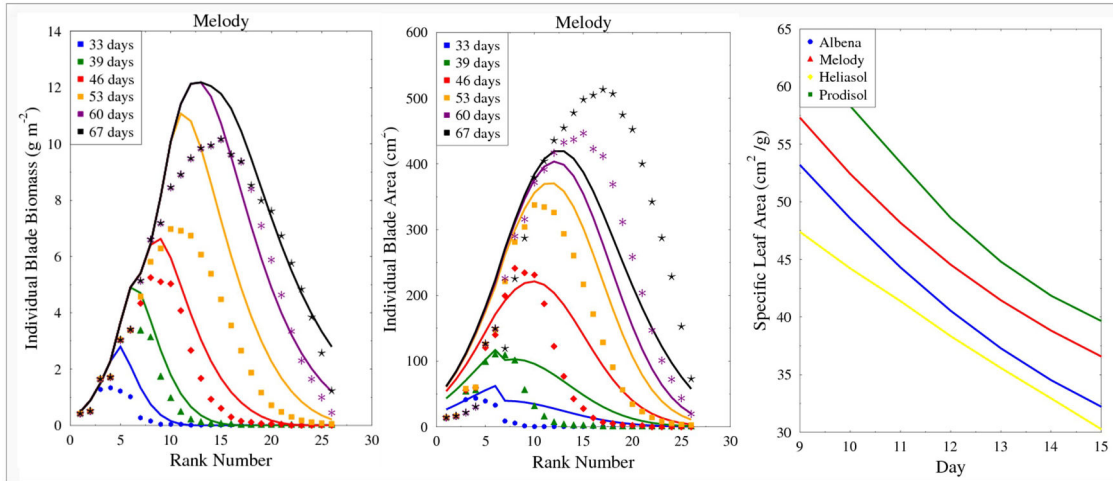 Melody
Individual Blade Biomass (g m⁻²)
14
12
10
8
6
4
2
0
33 days
39 days
46 days
53 days
60 days
67 days
0
5
10
15
20
25
30
Rank Number
Melody
Individual Blade Area (cm⁻)
600
500
400
300
200
100
0
33 days
39 days
46 days
53 days
60 days
67 days
0
5
10
15
20
25
30
Rank Number
Specific Leaf Area (cm²/g)
65
60
55
50
45
40
35
30
Albena
Melody
Heliasol
Prodisol
9
10
11
12
13
14
15
Day